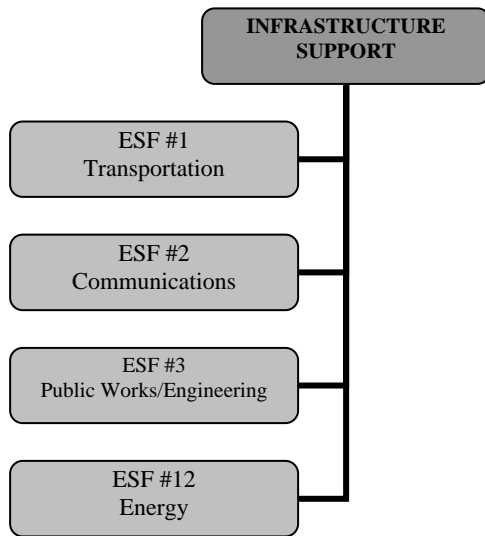 INFRASTRUCTURE
SUPPORT
ESF #1
Transportation
ESF #2
Communications
ESF #3
Public Works/Engineering
ESF #12
Energy